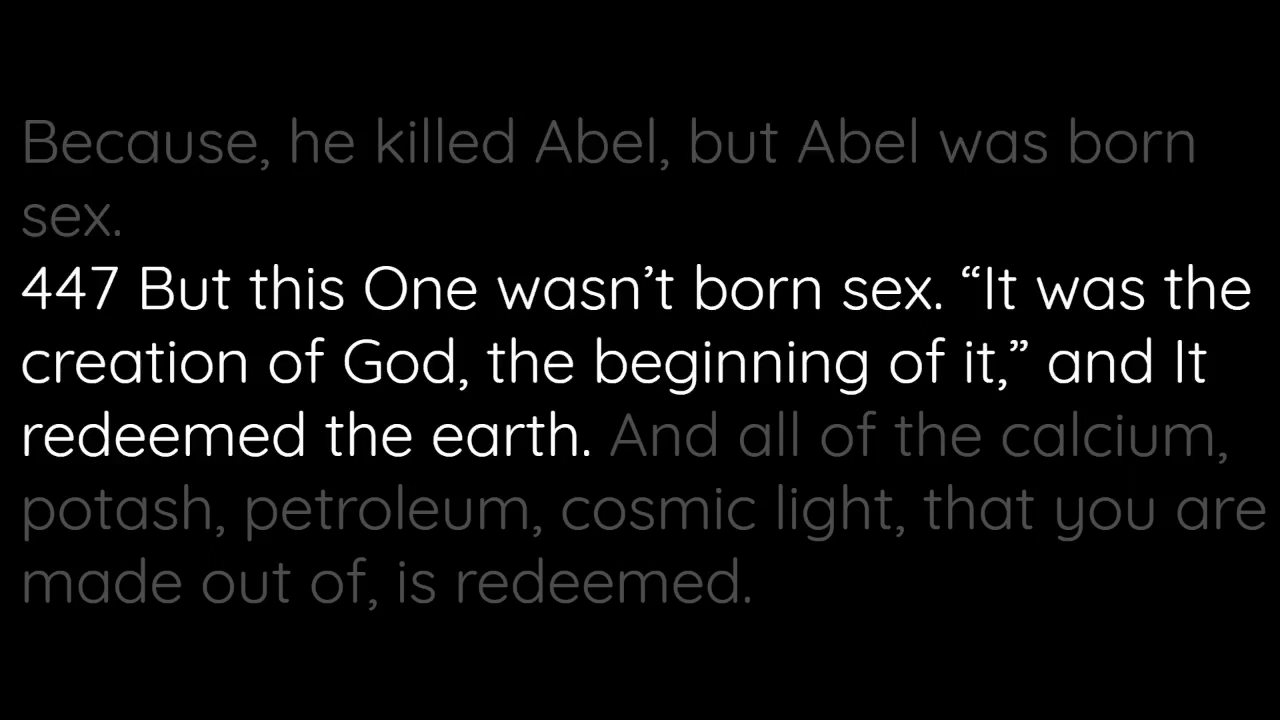 Because, he killed Abel, but Abel was born
sex.
447 But this One wasn’t born sex. “It was the
creation of God, the beginning of it,” and It
redeemed the earth. And all of the calcium,
potash, petroleum, cosmic light, that you are
made out of, is redeemed.